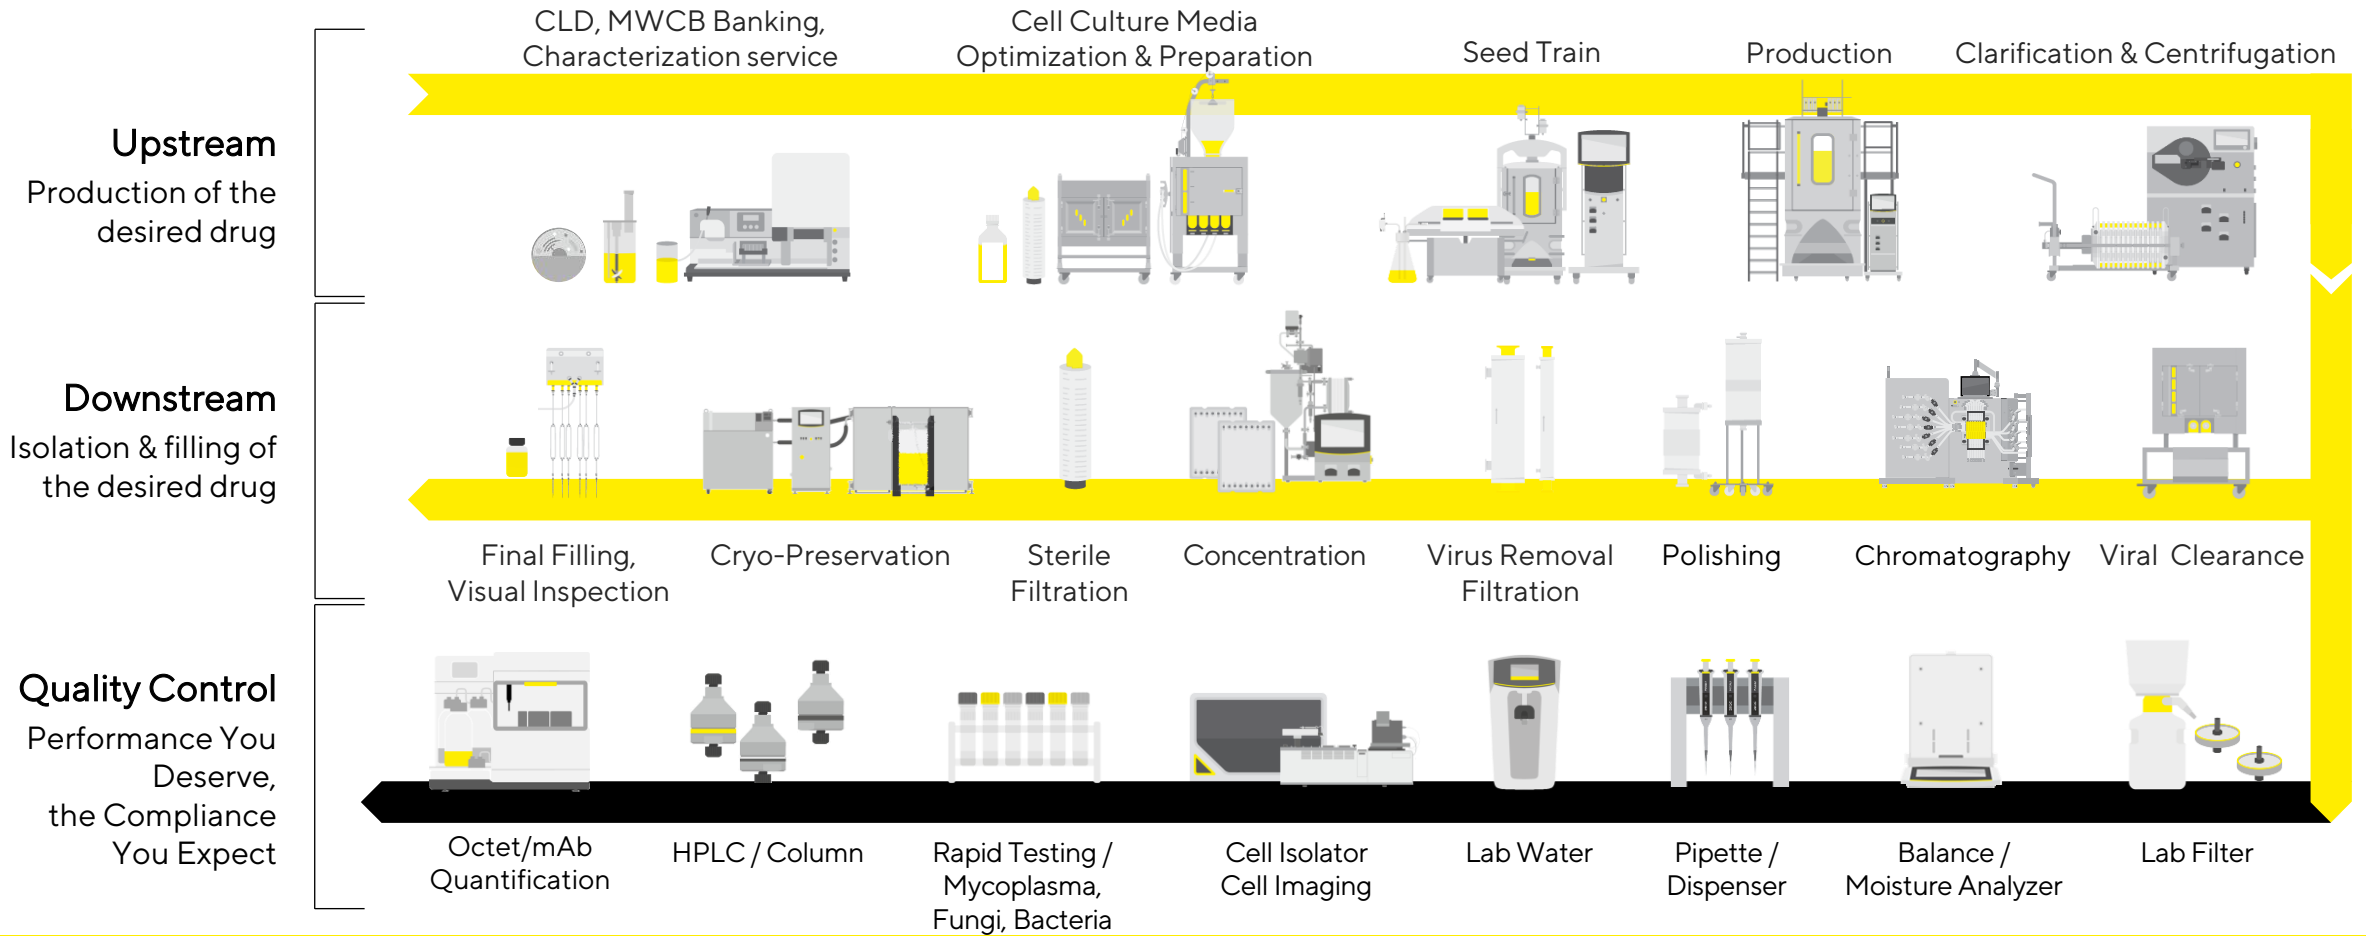 CLD, MWCB Banking,
Characterization service
Cell Culture Media
Optimization & Preparation
Seed Train
Production
Clarification & Centrifugation
Upstream
Production of the
desired drug
Downstream
Isolation & fillling of
the desired drug
Final Filling,
Visual Inspection
Cryo-Preservation
Sterile
Filtration
Concentration
Virus Removal
Filtration
Polishing
Chromatography
Viral Clearance
Quality Control
Performance You
Deserve,
the Compliance
You Expect
Octet/mAb
Quantification
HPLC / Column
Rapid Testing /
Mycoplasma,
Fungi, Bacteria
Cell Isolator
Cell Imaging
Lab Water
Pipette /
Dispenser
Balance /
Moisture Analyzer
Lab Filter